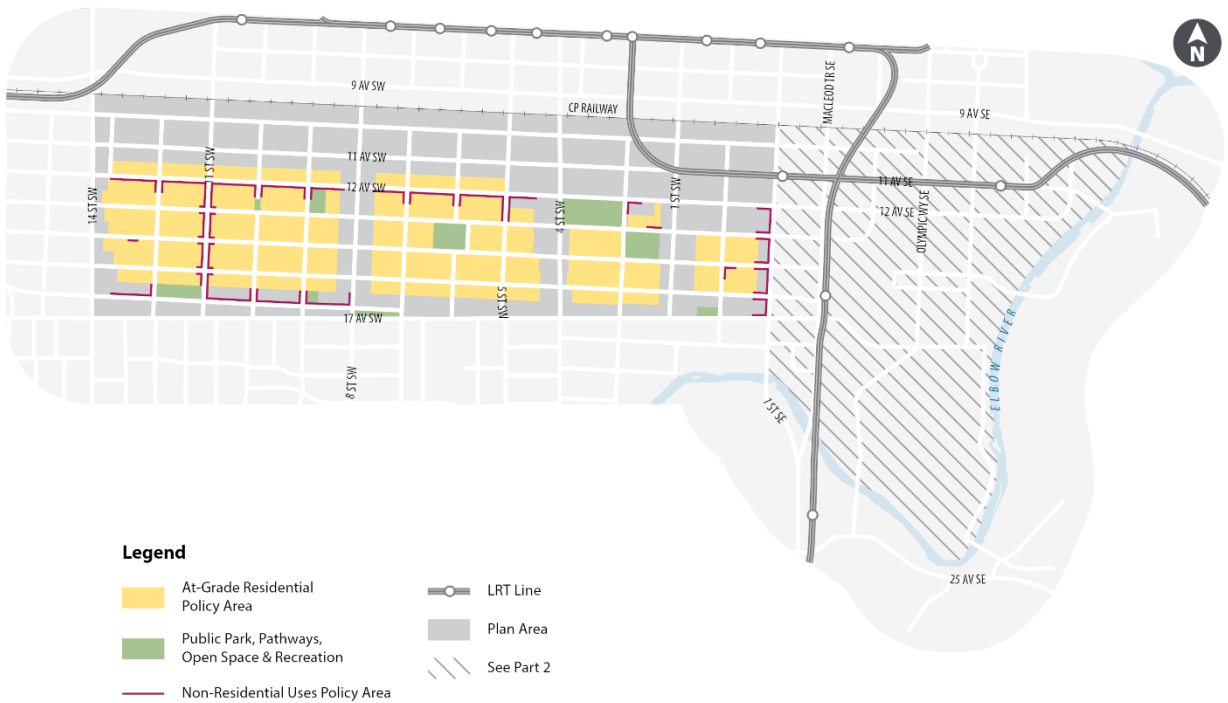 N
9 AV SW
CP RAILWAY
MACLEOD TR SE
9 AV SE
11 AV SW
11 ST SW
12 AV SW
14 ST SW
4 ST SW
1 ST SW
11 AV SE
12 AV SE
OLYMPIC WY SE
5 ST SW
17 AV SW
8 ST SW
1 ST SE
ELBOW RIVER
25 AV SE
Legend
At-Grade Residential
Policy Area
Public Park, Pathways,
Open Space & Recreation
Non-Residential Uses Policy Area
LRT Line
Plan Area
See Part 2